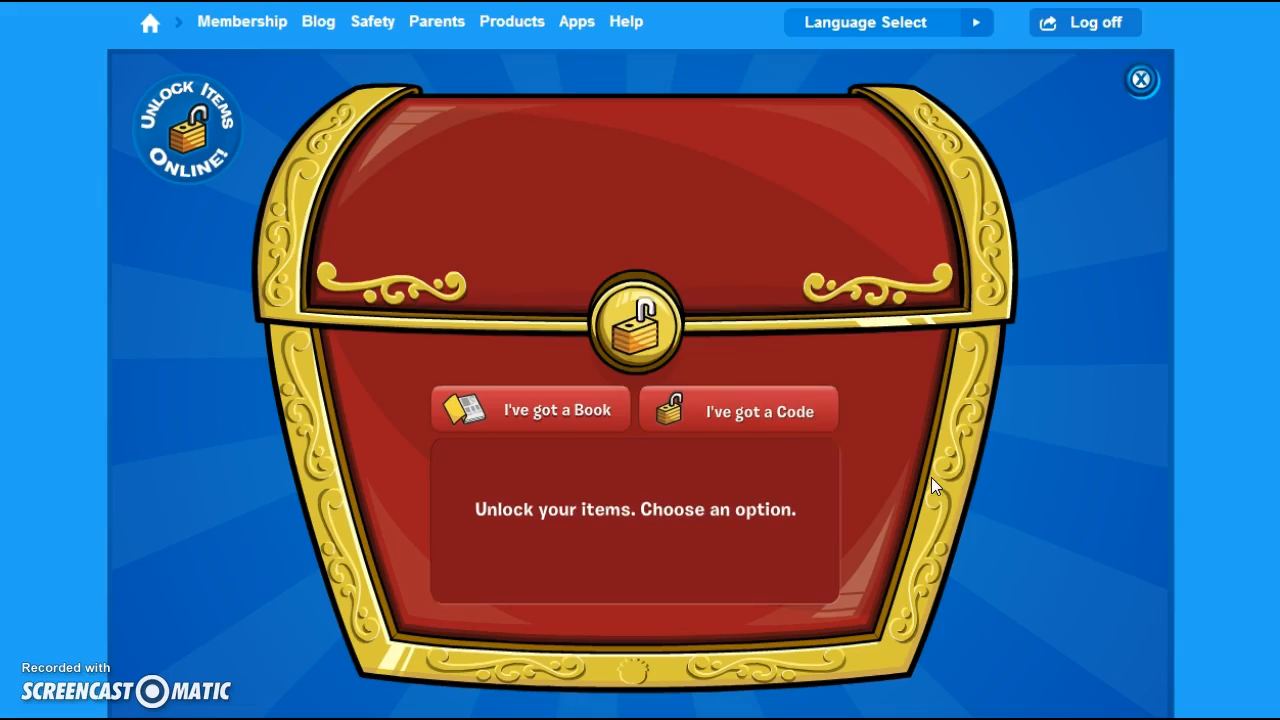 Membership Blog Safety Parents Products Apps Help Language Select Log off
UNLOCK ITEMS
ONLINE!
I've got a Book I've got a Code
Unlock your items. Choose an option.
Recorded with
SCREENCAST MATIC